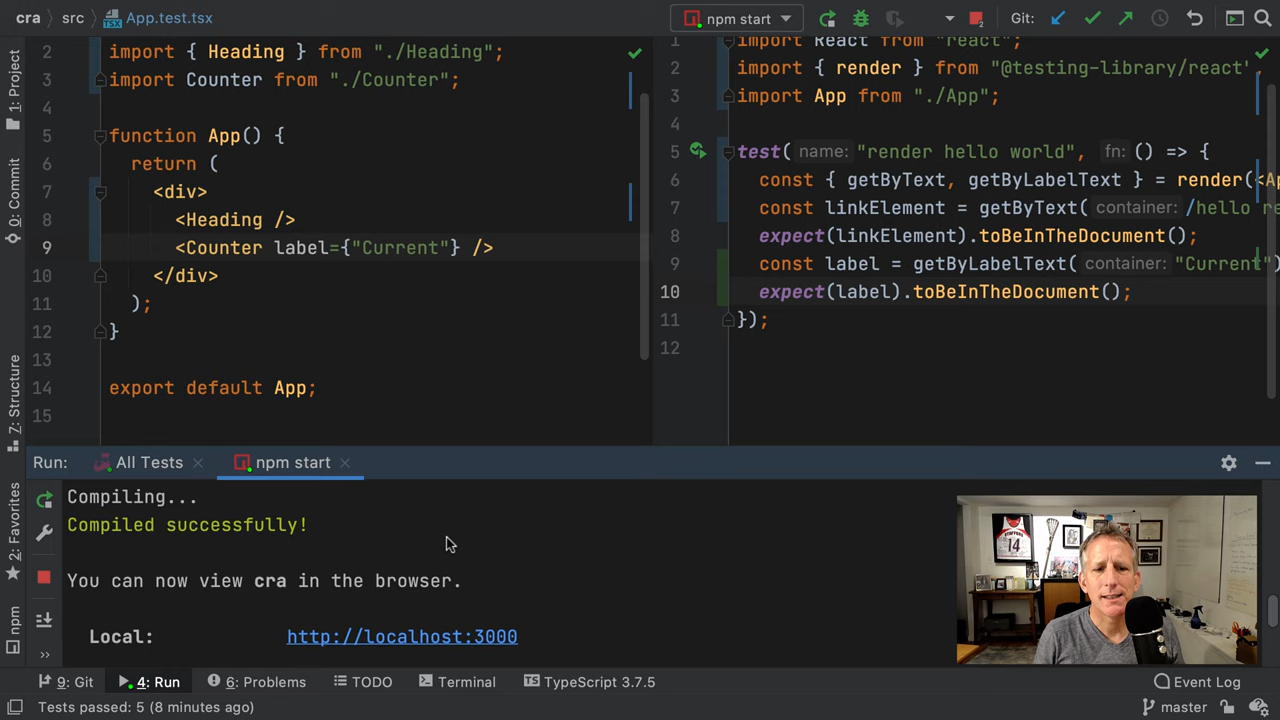 cra
src
App.test.tsx
npm start
Git:
1: Project
0: Commit
7: Structure
2: Favorites
npm
2 import { Heading } from "./Heading";
3 import Counter from "./Counter";
4
5 function App() {
6 return (
7 <div>
8 <Heading />
9 <Counter label={"Current"} />
10 </div>
11 );
12 }
13
14 export default App;
15
1 import React from "react";
2 import { render } from "@testing-library/react"
3 import App from "./App";
4
5 test( name: "render hello world", fn: () => {
6 const { getByText, getByLabelText } = render(<A
7 const linkElement = getByText( container: /hello re
8 expect(linkElement).toBeInTheDocument();
9 const label = getByLabelText( container: "Current")
10 expect(label).toBeInTheDocument();
11 });
12
Run:
All Tests
npm start
Compiling...
Compiled successfully!
You can now view cra in the browser.
Local: http://localhost:3000
STAFFORD
14
9: Git
4: Run
6: Problems
TODO
Terminal
TypeScript 3.7.5
Event Log
Tests passed: 5 (8 minutes ago)
master